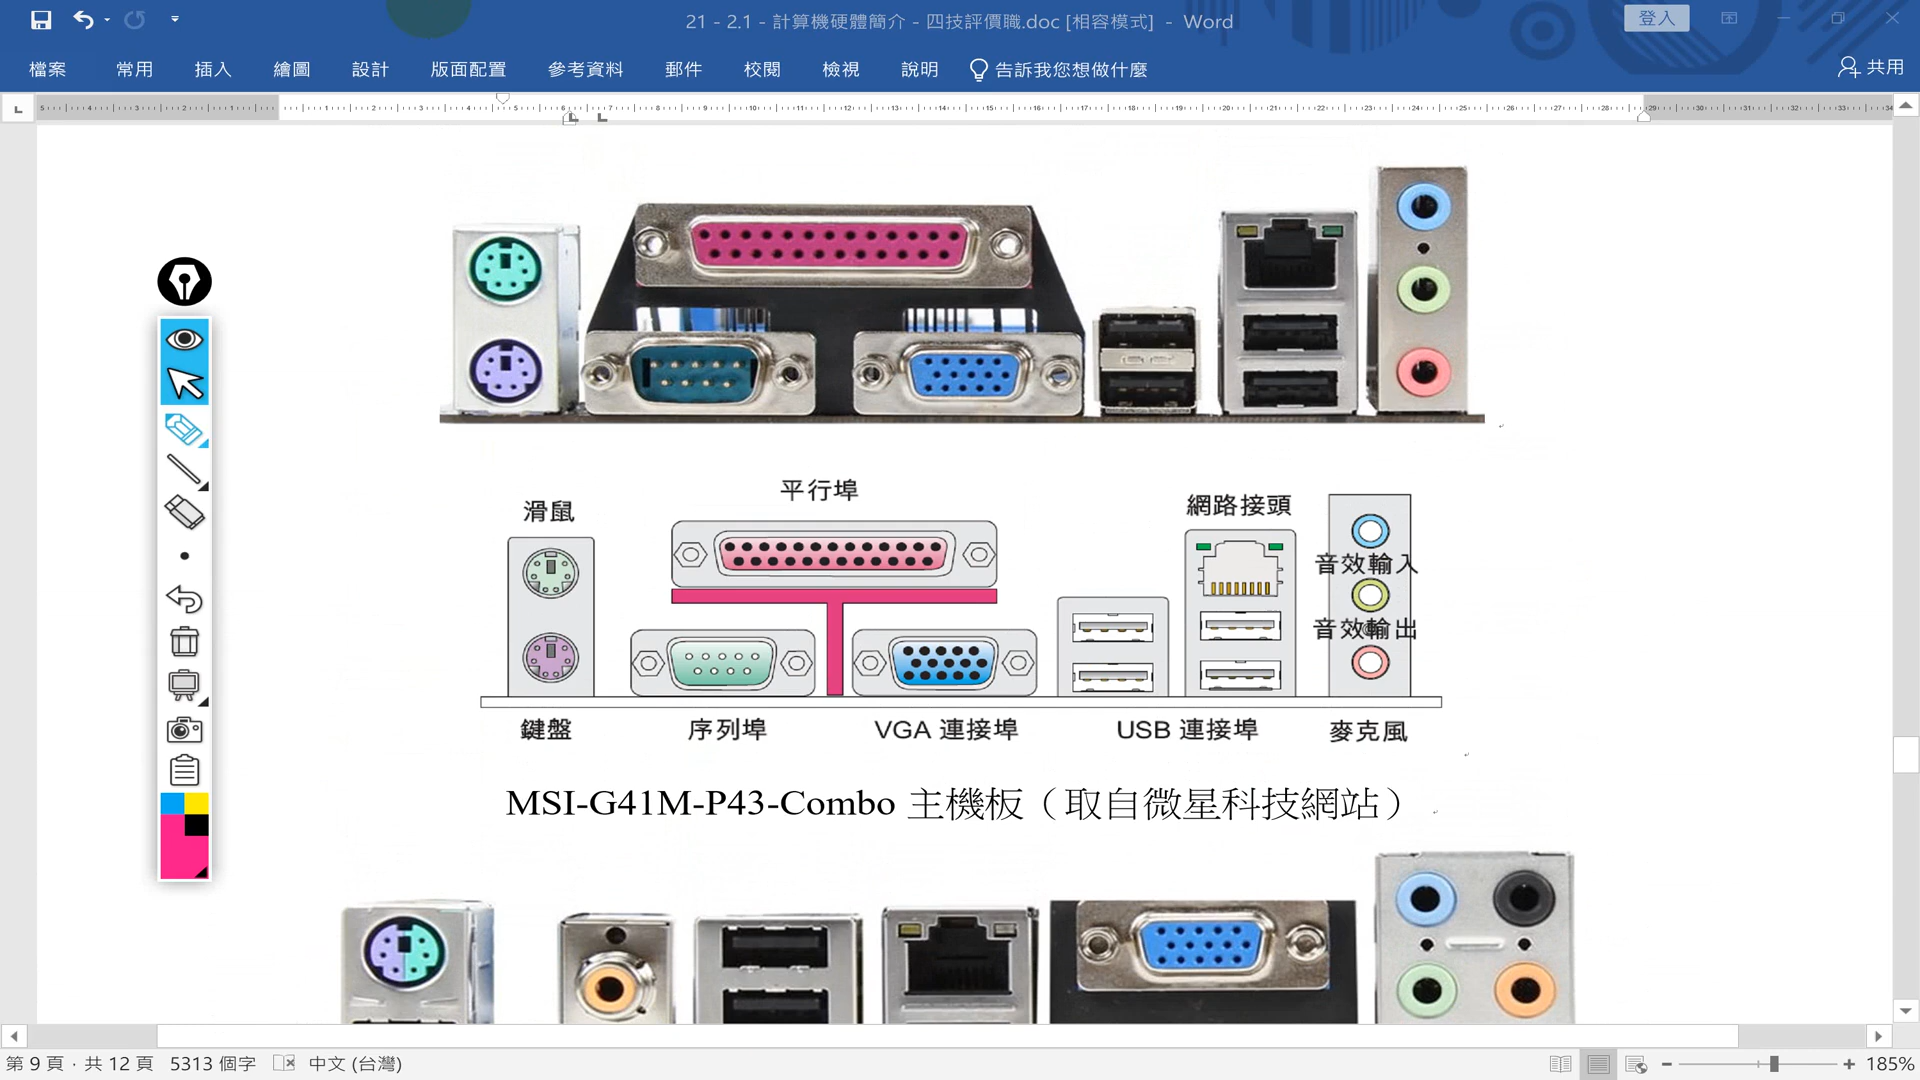 21 - 2.1 - 計算機硬體簡介 - 四技評價職.doc [相容模式] - Word
登入
檔案 常用 插入 繪圖 設計 版面配置 參考資料 郵件 校閱 檢視 說明 告訴我您想做什麼
共用
平行埠
滑鼠
網路接頭
音效輸入
音效輸出
鍵盤 序列埠 VGA 連接埠 USB 連接埠 麥克風
MSI-G41M-P43-Combo 主機板（取自微星科技網站）
第 9 頁，共 12 頁 5313 個字 中文 (台灣) 185%